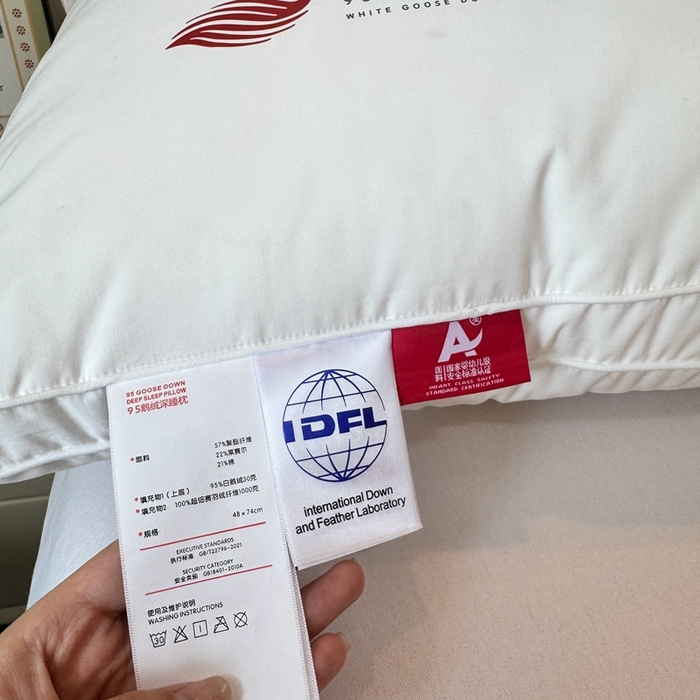 WHITE GOOSE
95 GOOSE DOWN
DEEP SLEEP PILLOW
95鹅绒深睡枕
面料
57%聚酯纤维
22%莱赛尔
21%棉
填充物1（上层） 95%白鹅绒30克
填充物2 100%超细赛羽绒纤维1000克
规格 48×74cm
EXECUTIVE STANDARDS
执行标准 GB/T22796-2021
SECURITY CATEGORY
安全类别 GB18401-2010A
使用及维护说明
WASHING INSTRUCTIONS
30
IDFL
International Down
and Feather Laboratory
A
国家婴幼儿级
安全标准认证
INFANT CLASS SAFETY
STANDARD CERTIFICATION